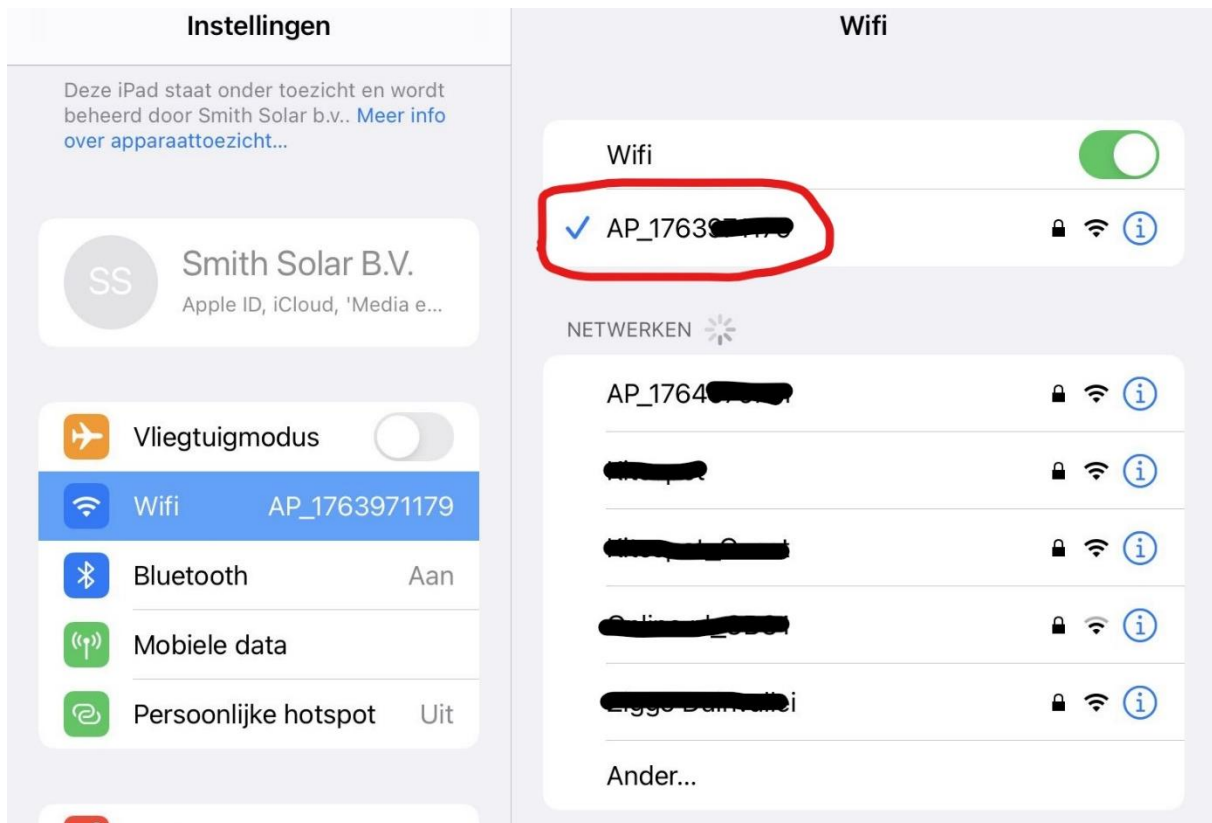 Instellingen
Deze iPad staat onder toezicht en wordt
beheerd door Smith Solar b.v.. Meer info
over apparaattoezicht...
SS
Smith Solar B.V.
Apple ID, iCloud, 'Media e...
Vliegtuigmodus
Wifi AP_1763971179
Bluetooth Aan
Mobiele data
Persoonlijke hotspot Uit
Wifi
Wifi
AP_1763
NETWERKEN
AP_1764
Ander...